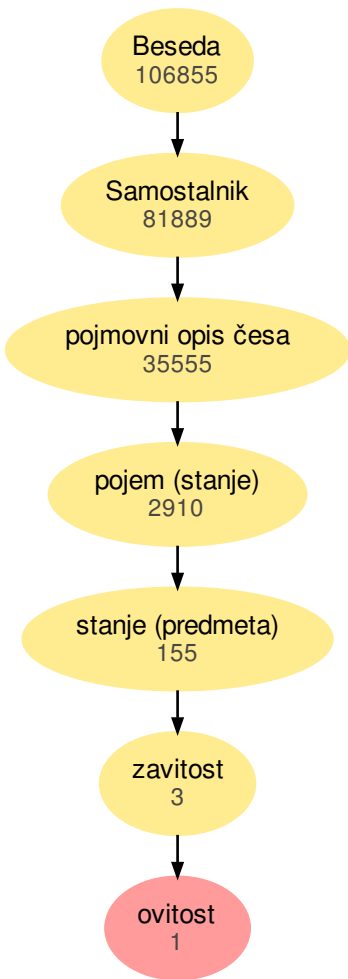 Beseda
106855
Samostalnik
81889
pojmovni opis česa
35555
pojem (stanje)
2910
stanje (predmeta)
155
zavitost
3
ovitost
1